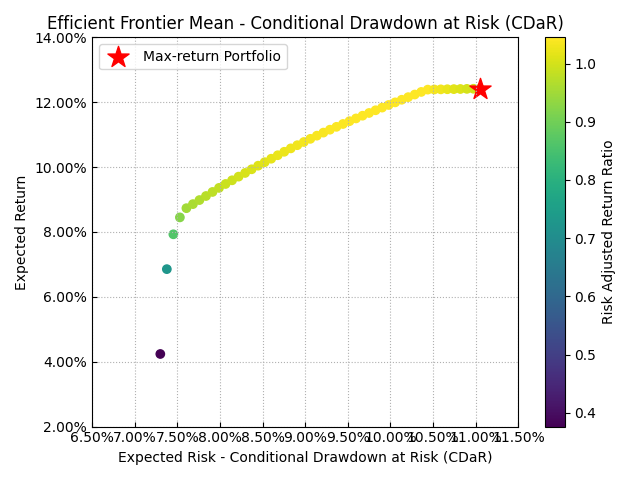 Efficient Frontier Mean - Conditional Drawdown at Risk (CDaR)
Max-return Portfolio
14.00%
12.00%
10.00%
8.00%
6.00%
4.00%
2.00%
Expected Return
6.50% 7.00% 7.50% 8.00% 8.50% 9.00% 9.50% 10.00% 10.50% 11.00% 11.50%
Expected Risk - Conditional Drawdown at Risk (CDaR)
1.0
0.9
0.8
0.7
0.6
0.5
0.4
Risk Adjusted Return Ratio